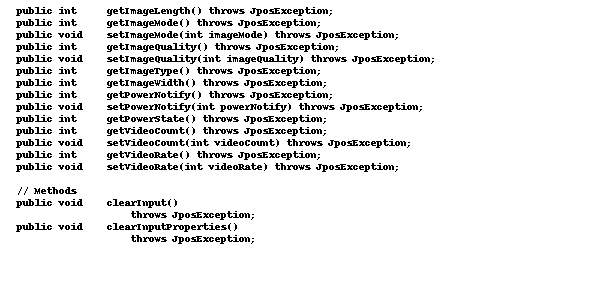 public int     getImageLength() throws JposException;
public int     getImageMode() throws JposException;
public void    setImageMode(int imageMode) throws JposException;
public int     getImageQuality() throws JposException;
public void    setImageQuality(int imageQuality) throws JposException;
public int     getImageType() throws JposException;
public int     getImageWidth() throws JposException;
public int     getPowerNotify() throws JposException;
public void    setPowerNotify(int powerNotify) throws JposException;
public int     getPowerState() throws JposException;
public int     getVideoCount() throws JposException;
public void    setVideoCount(int videoCount) throws JposException;
public int     getVideoRate() throws JposException;
public void    setVideoRate(int videoRate) throws JposException;
// Methods
public void    clearInput()
                   throws JposException;
public void    clearInputProperties()
                   throws JposException;